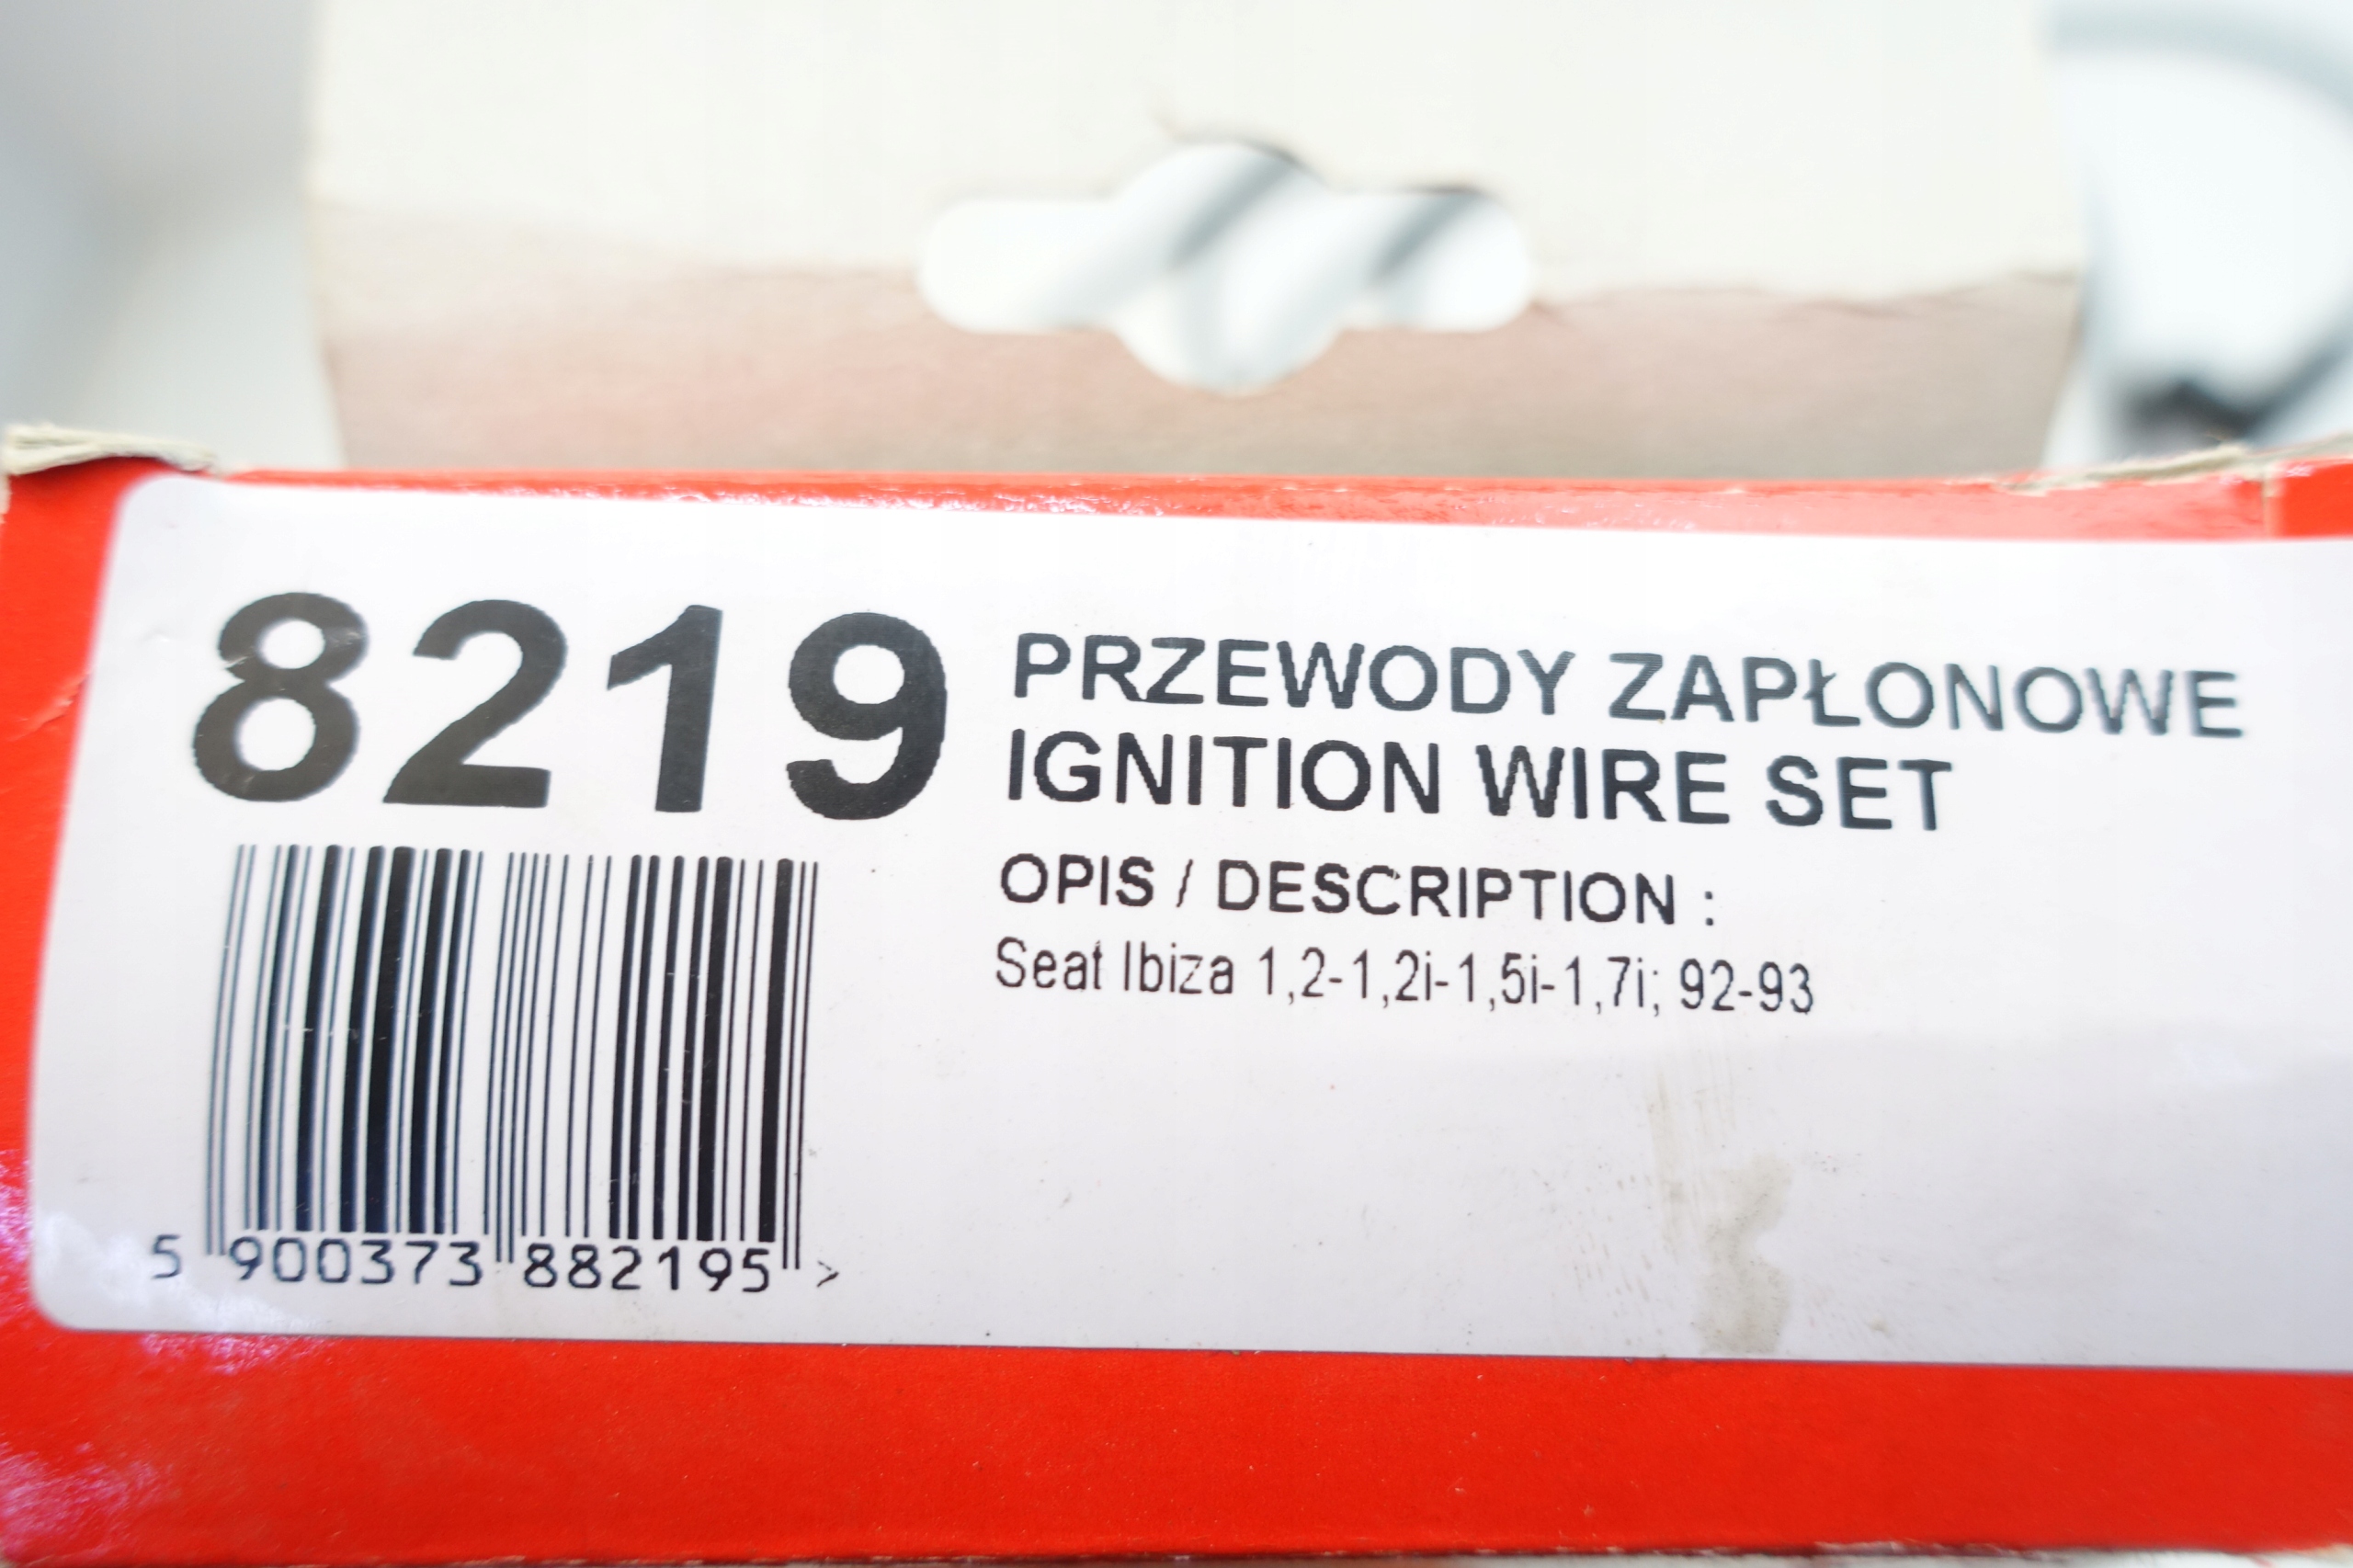 8219
PRZEWODY ZAPŁONOWE
IGNITION WIRE SET
OPIS / DESCRIPTION :
Seat Ibiza 1,2-1,2i-1,5i-1,7i; 92-93
5 900373 882195 >